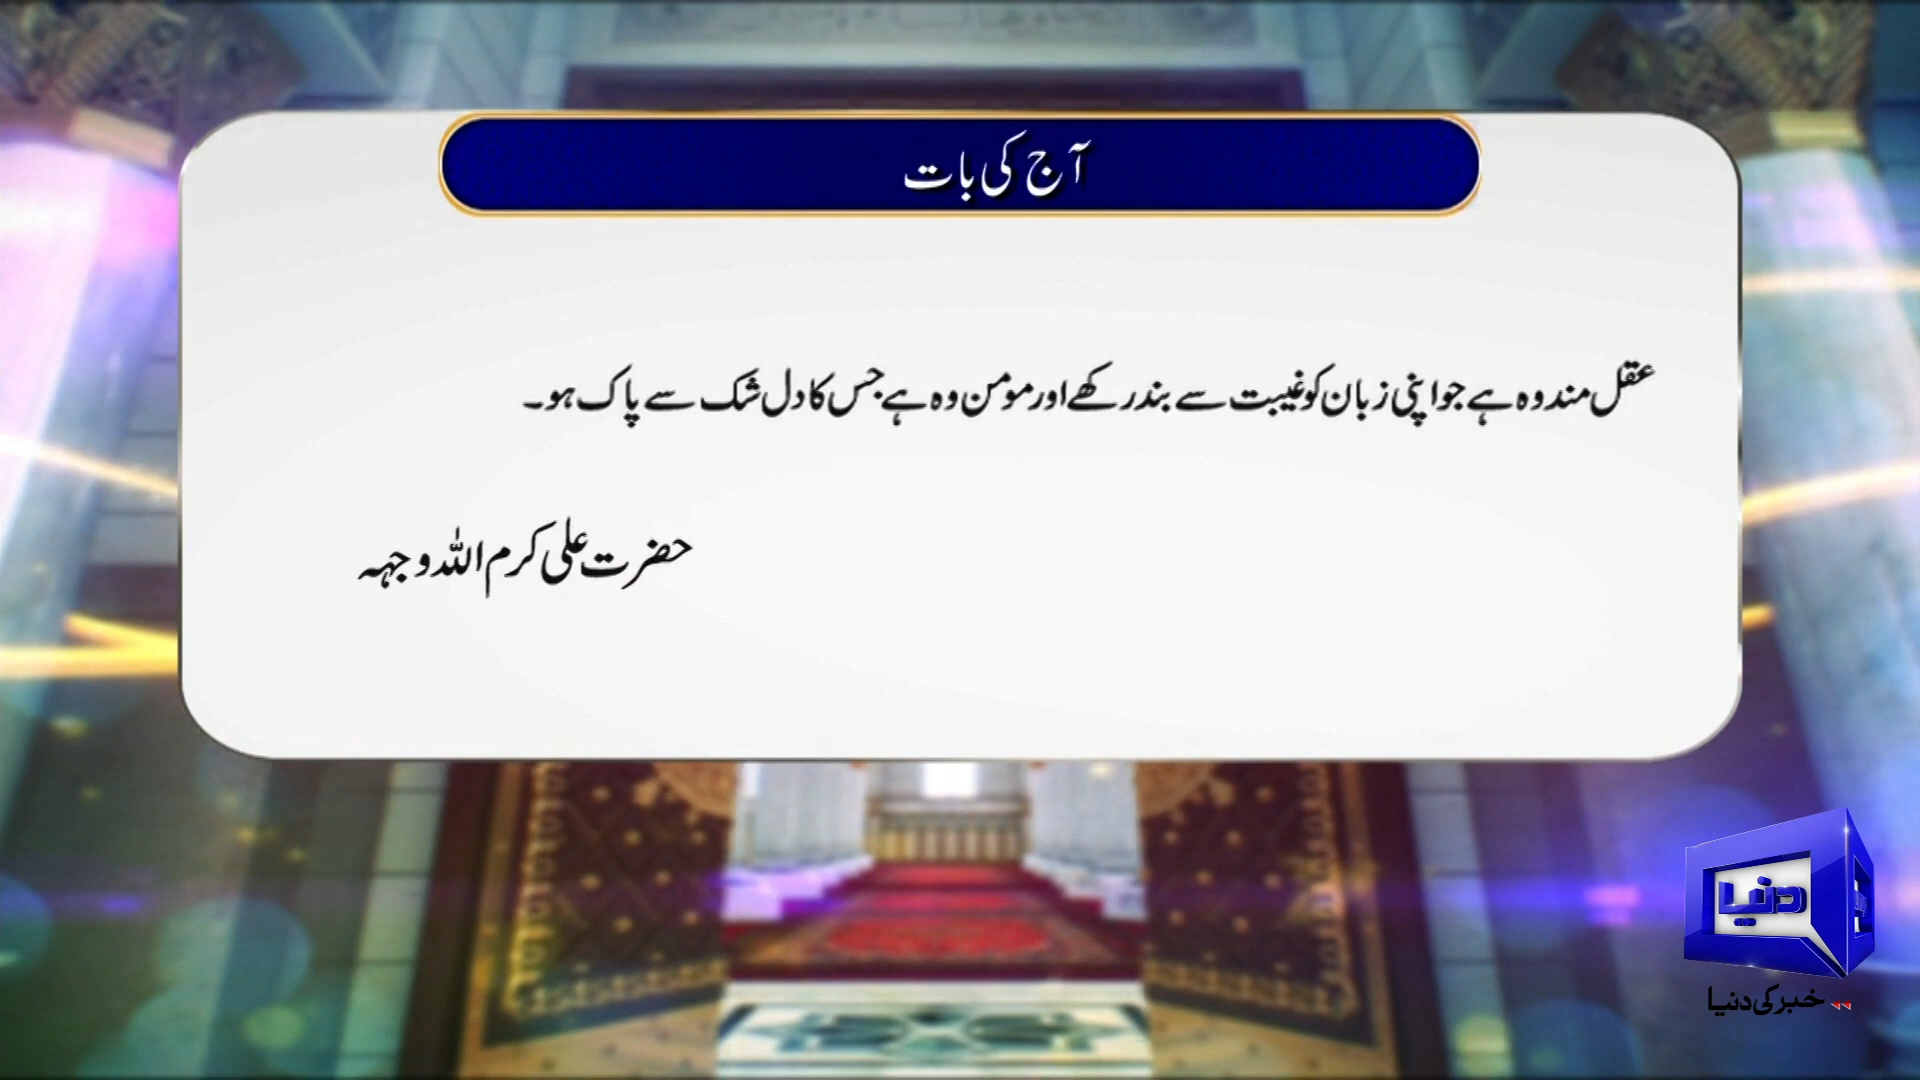 آج کی بات
عقل مند وہ ہے جو اپنی زبان کو غیبت سے بند رکھے اور مومن وہ ہے جس کا دل شک سے پاک ہو۔
حضرت علی کرم اللہ وجہہ
دنیا
خبر کی دنیا